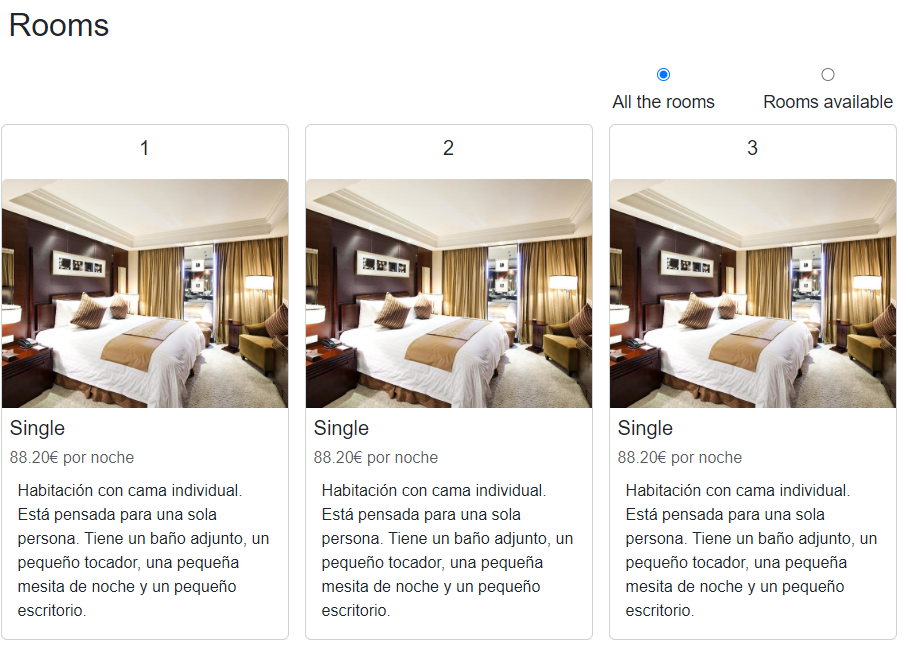 Rooms
All the rooms
Rooms available
1
2
3
Single
88.20€ por noche
Habitación con cama individual.
Está pensada para una sola
persona. Tiene un baño adjunto, un
pequeño tocador, una pequeña
mesita de noche y un pequeño
escritorio.
Single
88.20€ por noche
Habitación con cama individual.
Está pensada para una sola
persona. Tiene un baño adjunto, un
pequeño tocador, una pequeña
mesita de noche y un pequeño
escritorio.
Single
88.20€ por noche
Habitación con cama individual.
Está pensada para una sola
persona. Tiene un baño adjunto, un
pequeño tocador, una pequeña
mesita de noche y un pequeño
escritorio.